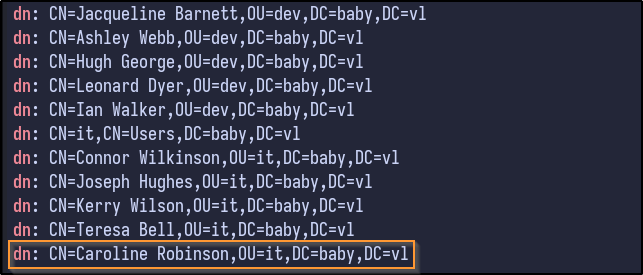 dn: CN=Jacqueline Barnett,OU=dev,DC=baby,DC=vl
dn: CN=Ashley Webb,OU=dev,DC=baby,DC=vl
dn: CN=Hugh George,OU=dev,DC=baby,DC=vl
dn: CN=Leonard Dyer,OU=dev,DC=baby,DC=vl
dn: CN=Ian Walker,OU=dev,DC=baby,DC=vl
dn: CN=it,CN=Users,DC=baby,DC=vl
dn: CN=Connor Wilkinson,OU=it,DC=baby,DC=vl
dn: CN=Joseph Hughes,OU=it,DC=baby,DC=vl
dn: CN=Kerry Wilson,OU=it,DC=baby,DC=vl
dn: CN=Teresa Bell,OU=it,DC=baby,DC=vl
dn: CN=Caroline Robinson,OU=it,DC=baby,DC=vl